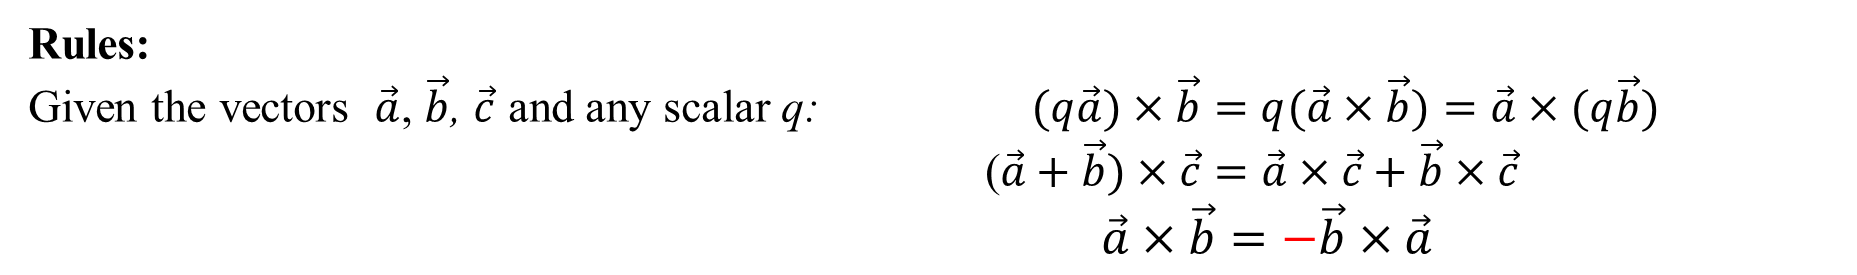 Rules:
Given the vectors a⃗, b⃗, c⃗ and any scalar q: (qa⃗) × b⃗ = q(a⃗ × b⃗) = a⃗ × (qb⃗)
(a⃗ + b⃗) × c⃗ = a⃗ × c⃗ + b⃗ × c⃗
a⃗ × b⃗ = −b⃗ × a⃗